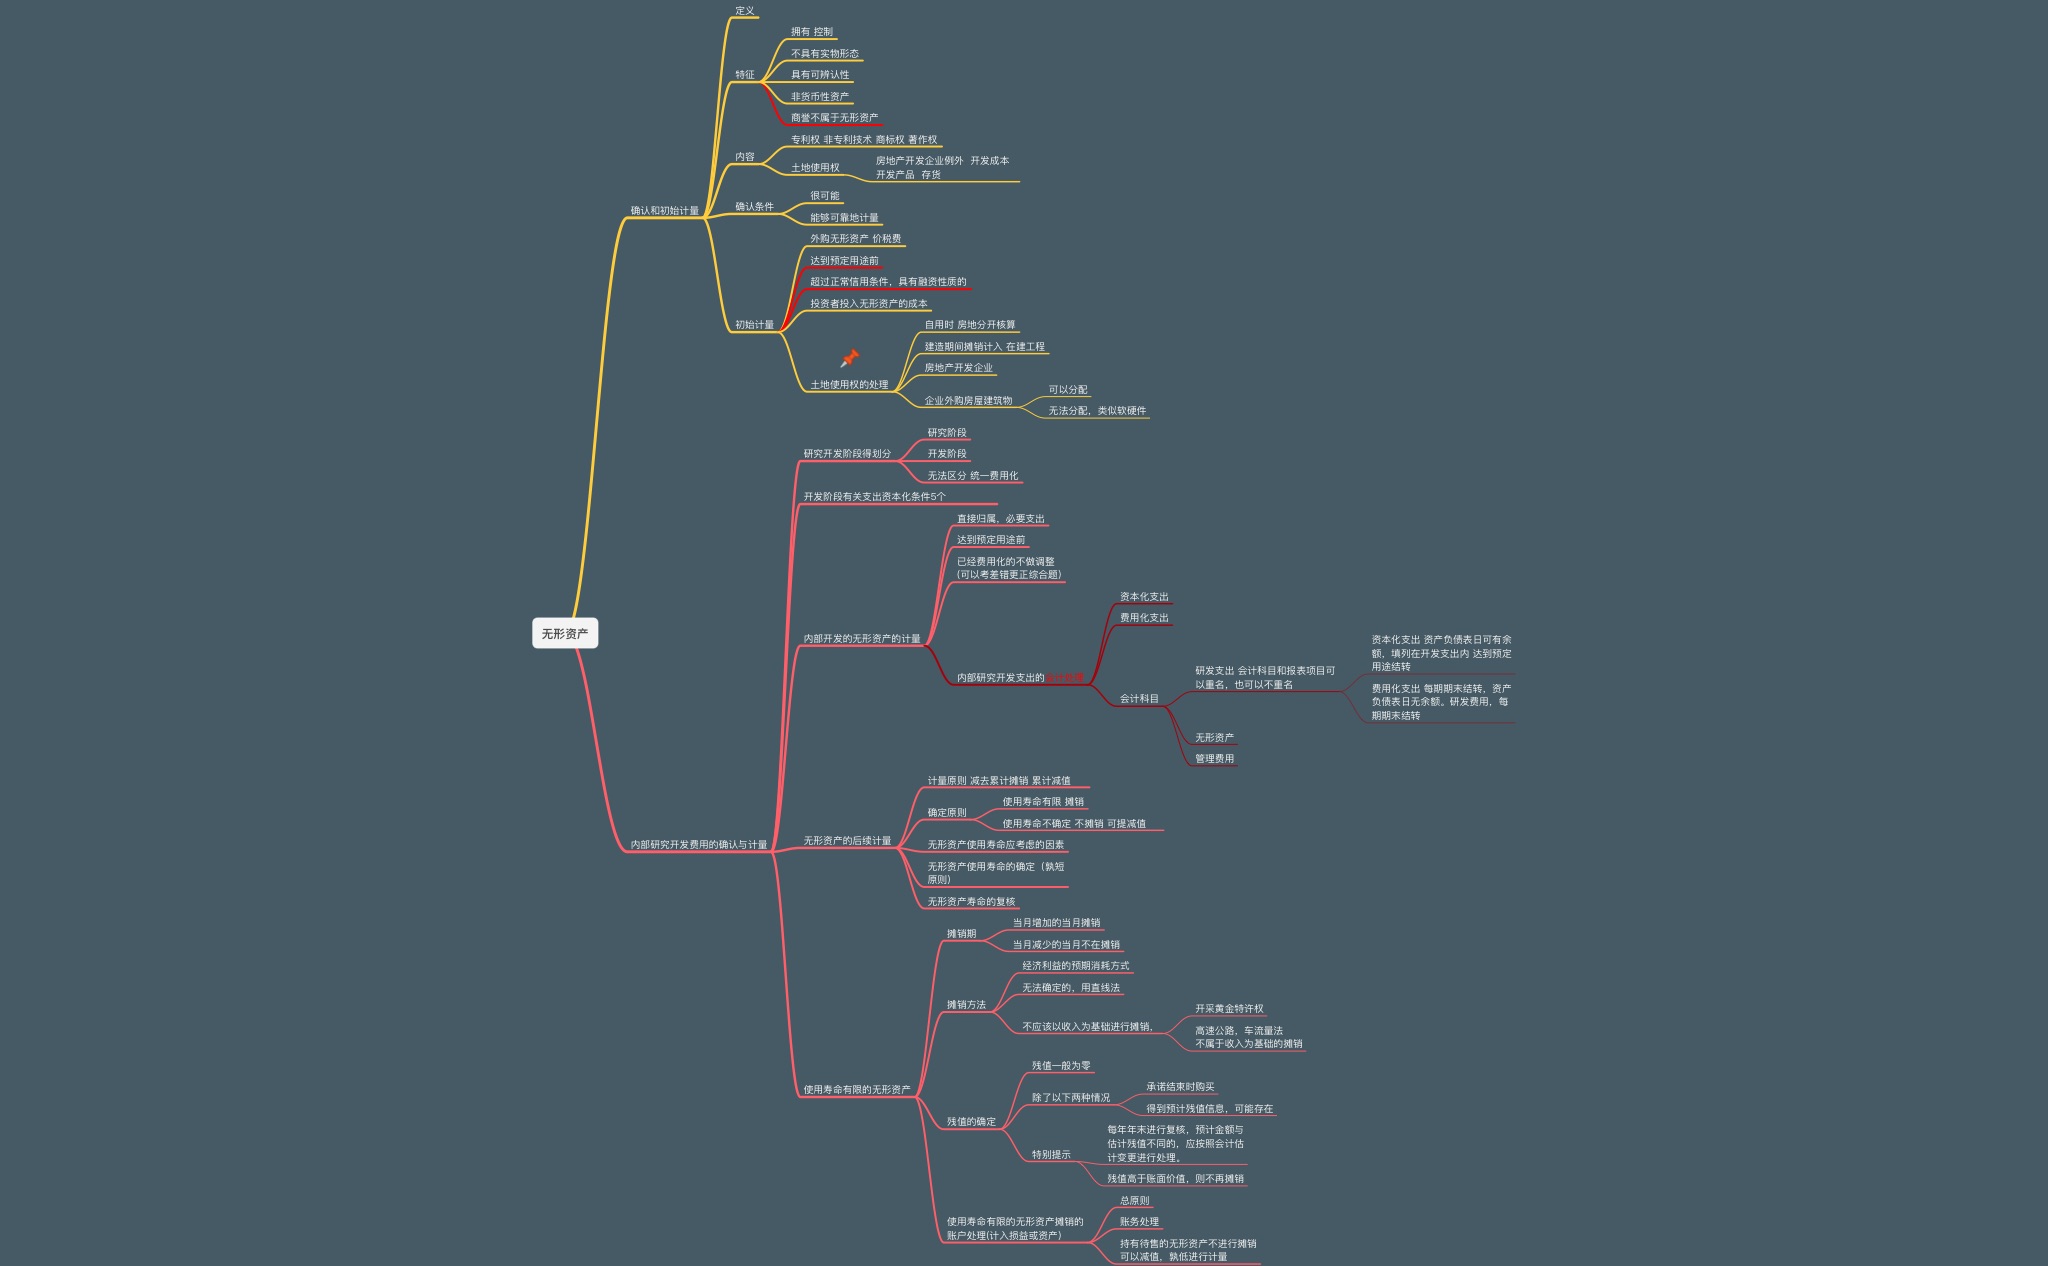 无形资产
确认和初始计量
定义
特征
拥有 控制
不具有实物形态
具有可辨认性
非货币性资产
商誉不属于无形资产
内容
专利权 非专利技术 商标权 著作权
土地使用权
房地产开发企业例外 开发成本
开发产品 存货
确认条件
很可能
能够可靠地计量
初始计量
外购无形资产 价税费
达到预定用途前
超过正常信用条件，具有融资性质的
投资者投入无形资产的成本
土地使用权的处理
自用时 房地分开核算
建造期间摊销计入 在建工程
房地产开发企业
企业外购房屋建筑物
可以分配
无法分配，类似软硬件
内部研究开发费用的确认与计量
研究开发阶段得划分
研究阶段
开发阶段
无法区分 统一费用化
开发阶段有关支出资本化条件5个
内部开发的无形资产的计量
直接归属，必要支出
达到预定用途前
已经费用化的不做调整
(可以考差错更正综合题)
内部研究开发支出的
资本化支出
费用化支出
会计科目
研发支出 会计科目和报表项目可
以重名，也可以不重名
资本化支出 资产负债表日可有余
额，填列在开发支出内 达到预定
用途结转
费用化支出 每期期末结转，资产
负债表日无余额。研发费用，每
期期末结转
无形资产
管理费用
无形资产的后续计量
计量原则 减去累计摊销 累计减值
确定原则
使用寿命有限 摊销
使用寿命不确定 不摊销 可提减值
无形资产使用寿命应考虑的因素
无形资产使用寿命的确定（孰短
原则）
无形资产寿命的复核
使用寿命有限的无形资产
摊销期
当月增加的当月摊销
当月减少的当月不在摊销
摊销方法
经济利益的预期消耗方式
无法确定的，用直线法
不应该以收入为基础进行摊销，
开采黄金特许权
高速公路，车流量法
不属于收入为基础的摊销
残值的确定
残值一般为零
除了以下两种情况
承诺结束时购买
得到预计残值信息，可能存在
特别提示
每年年末进行复核，预计金额与
估计残值不同的，应按照会计估
计变更进行处理。
残值高于账面价值，则不再摊销
使用寿命有限的无形资产摊销的
账户处理(计入损益或资产)
总原则
账务处理
持有待售的无形资产不进行摊销
可以减值，孰低进行计量